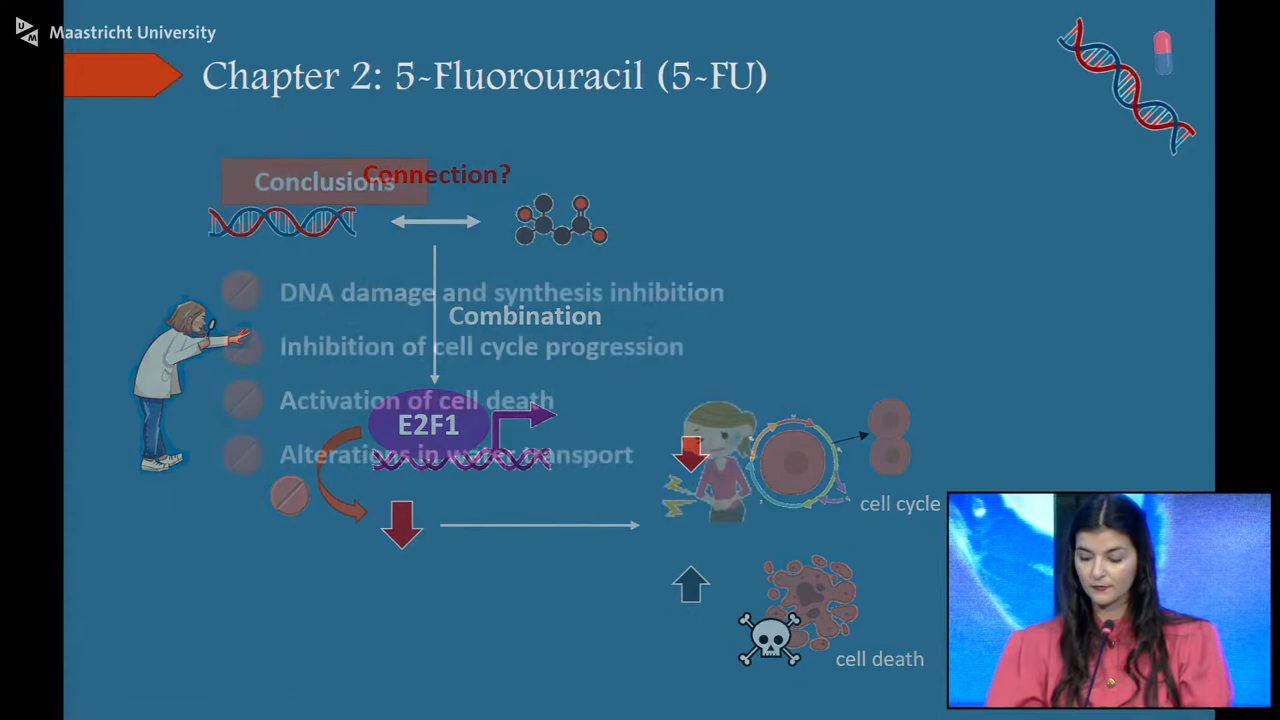 Maastricht University
Chapter 2: 5-Fluorouracil (5-FU)
Connection?
Conclusions
DNA damage and synthesis inhibition
Combination
Inhibition of cell cycle progression
Activation of cell death
E2F1
Alterations in water transport
cell cycle
cell death